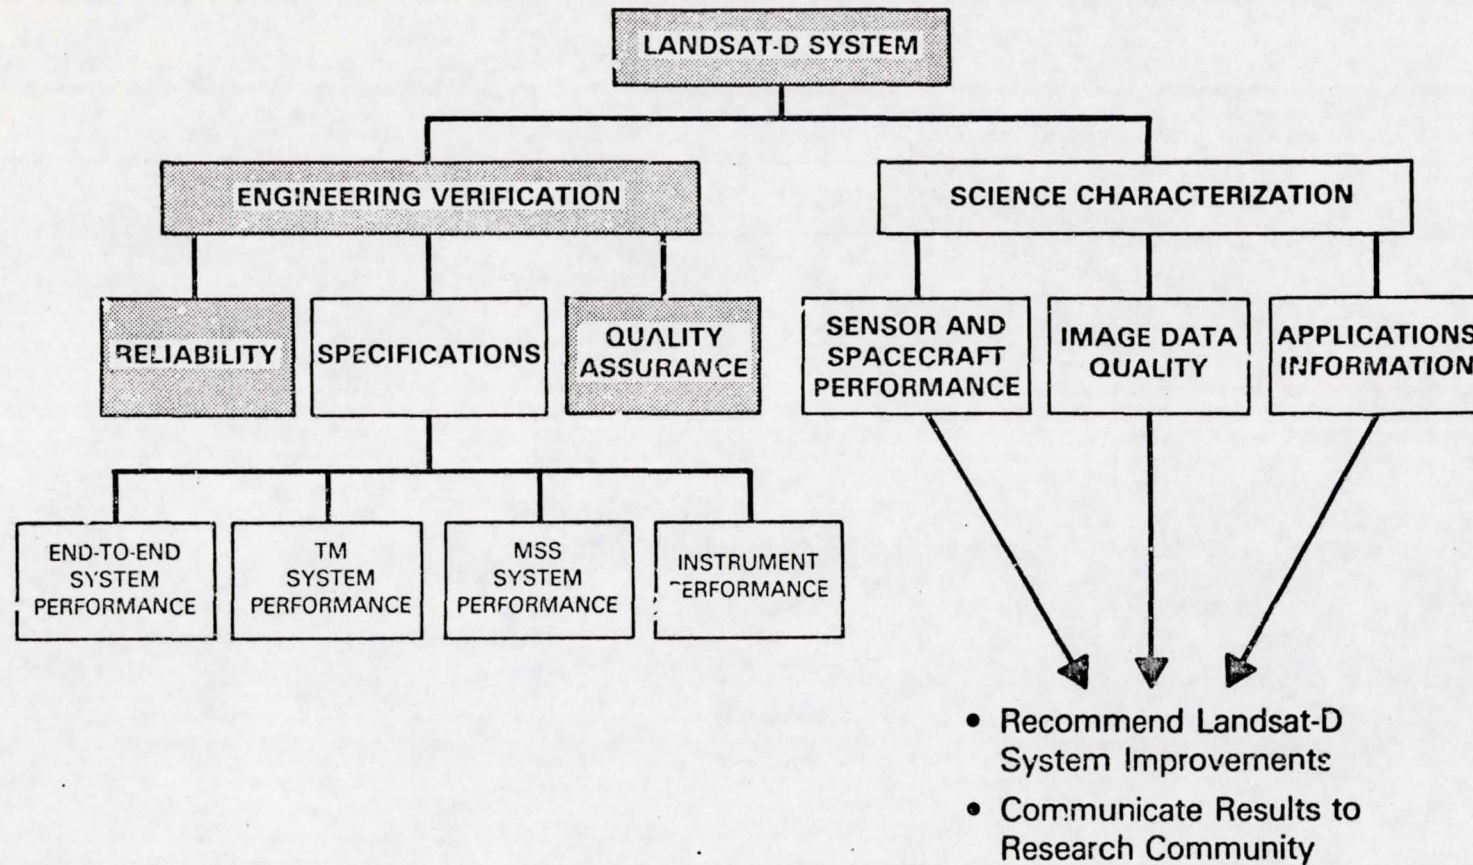 LANDSAT-D SYSTEM
ENGINEERING VERIFICATION
SCIENCE CHARACTERIZATION
RELIABILITY
SPECIFICATIONS
QUALITY
ASSURANCE
SENSOR AND
SPACECRAFT
PERFORMANCE
IMAGE DATA
QUALITY
APPLICATIONS
INFORMATION
END-TO-END
SYSTEM
PERFORMANCE
TM
SYSTEM
PERFORMANCE
MSS
SYSTEM
PERFORMANCE
INSTRUMENT
PERFORMANCE
• Recommend Landsat-D
System Improvements
• Communicate Results to
Research Community